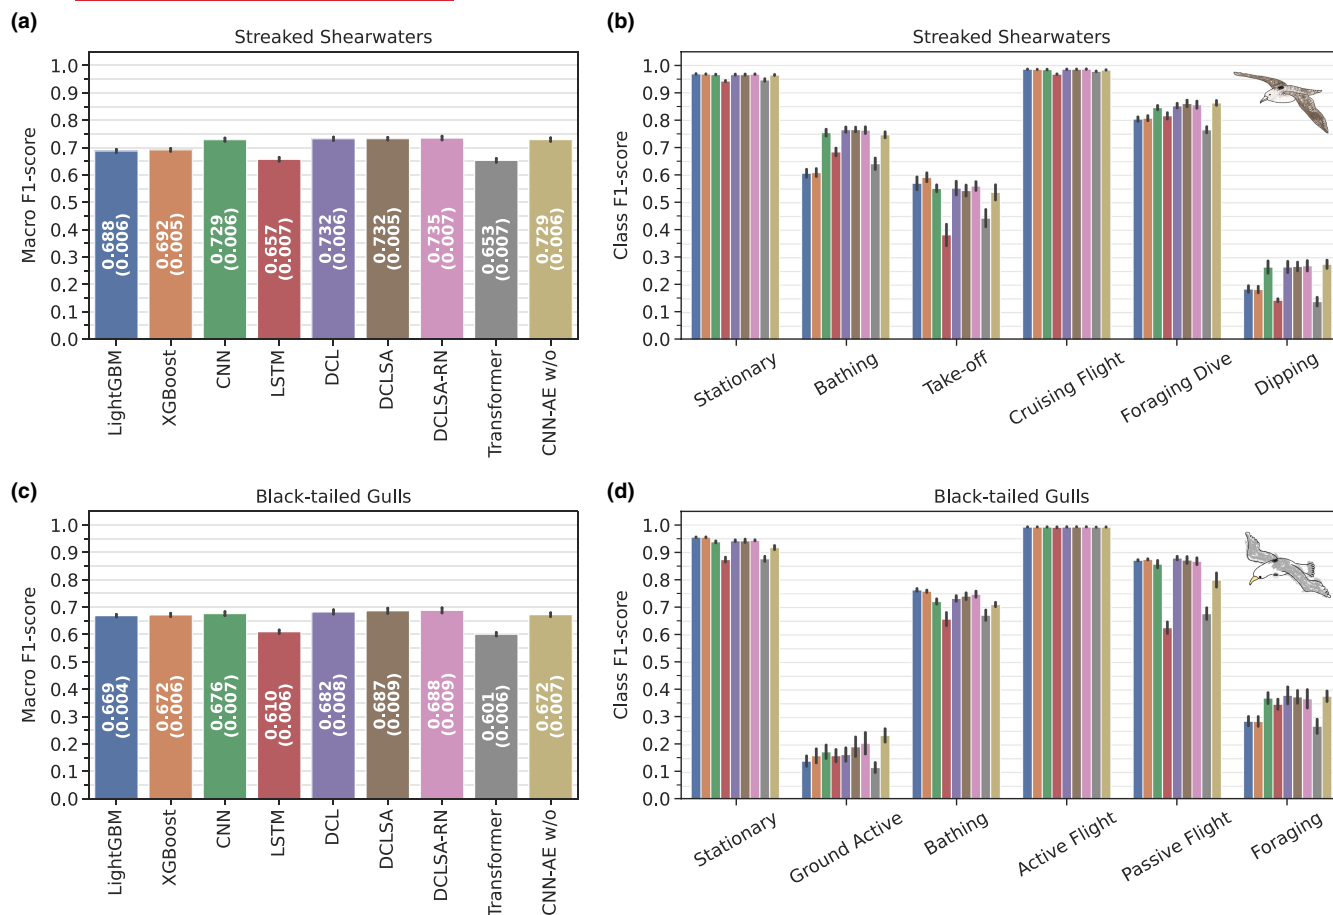 (a)
Streaked Shearwaters
Macro F1-score
1.0
0.9
0.8
0.7
0.6
0.5
0.4
0.3
0.2
0.1
0.0
0.688
(0.006)
0.692
(0.005)
0.729
(0.006)
0.657
(0.007)
0.732
(0.006)
0.732
(0.005)
0.735
(0.007)
0.653
(0.007)
0.729
(0.006)
LightGBM
XGBoost
CNN
LSTM
DCL
DCLSA
DCLSA-RN
Transformer
CNN-AE w/o
(b)
Streaked Shearwaters
Class F1-score
1.0
0.9
0.8
0.7
0.6
0.5
0.4
0.3
0.2
0.1
0.0
Stationary
Bathing
Take-off
Cruising Flight
Foraging Dive
Dipping
(c)
Black-tailed Gulls
Macro F1-score
1.0
0.9
0.8
0.7
0.6
0.5
0.4
0.3
0.2
0.1
0.0
0.669
(0.004)
0.672
(0.006)
0.676
(0.007)
0.610
(0.006)
0.682
(0.008)
0.687
(0.009)
0.688
(0.009)
0.601
(0.006)
0.672
(0.007)
LightGBM
XGBoost
CNN
LSTM
DCL
DCLSA
DCLSA-RN
Transformer
CNN-AE w/o
(d)
Black-tailed Gulls
Class F1-score
1.0
0.9
0.8
0.7
0.6
0.5
0.4
0.3
0.2
0.1
0.0
Stationary
Ground Active
Bathing
Active Flight
Passive Flight
Foraging